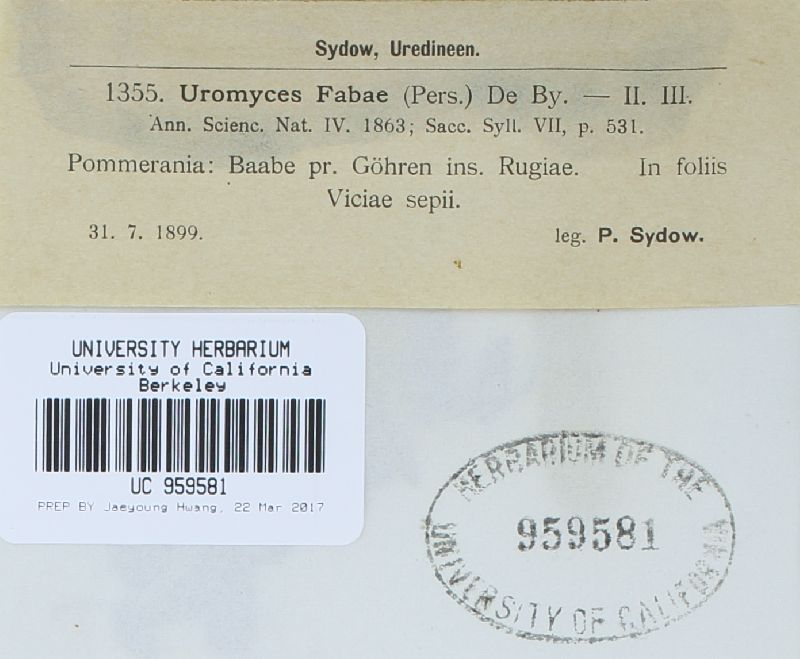 Sydow, Uredineen.
1355. Uromyces Fabae (Pers.) De By. — II. III.
Ann. Scienc. Nat. IV. 1863; Sacc. Syll. VII, p. 531.
Pommerania: Baabe pr. Göhren ins. Rugiae. In foliis
Viciae sepii.
31. 7. 1899. leg. P. Sydow.
UNIVERSITY HERBARIUM
University of California
Berkeley
UC 959581
PREP BY Jaeyoung Hwang, 22 Mar 2017
HERBARIUM OF THE
959581
UNIVERSITY OF CALIFORNIA